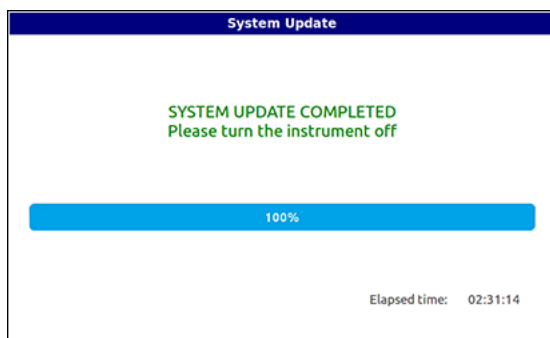 System Update
SYSTEM UPDATE COMPLETED
Please turn the instrument off
100%
Elapsed time: 02:31:14